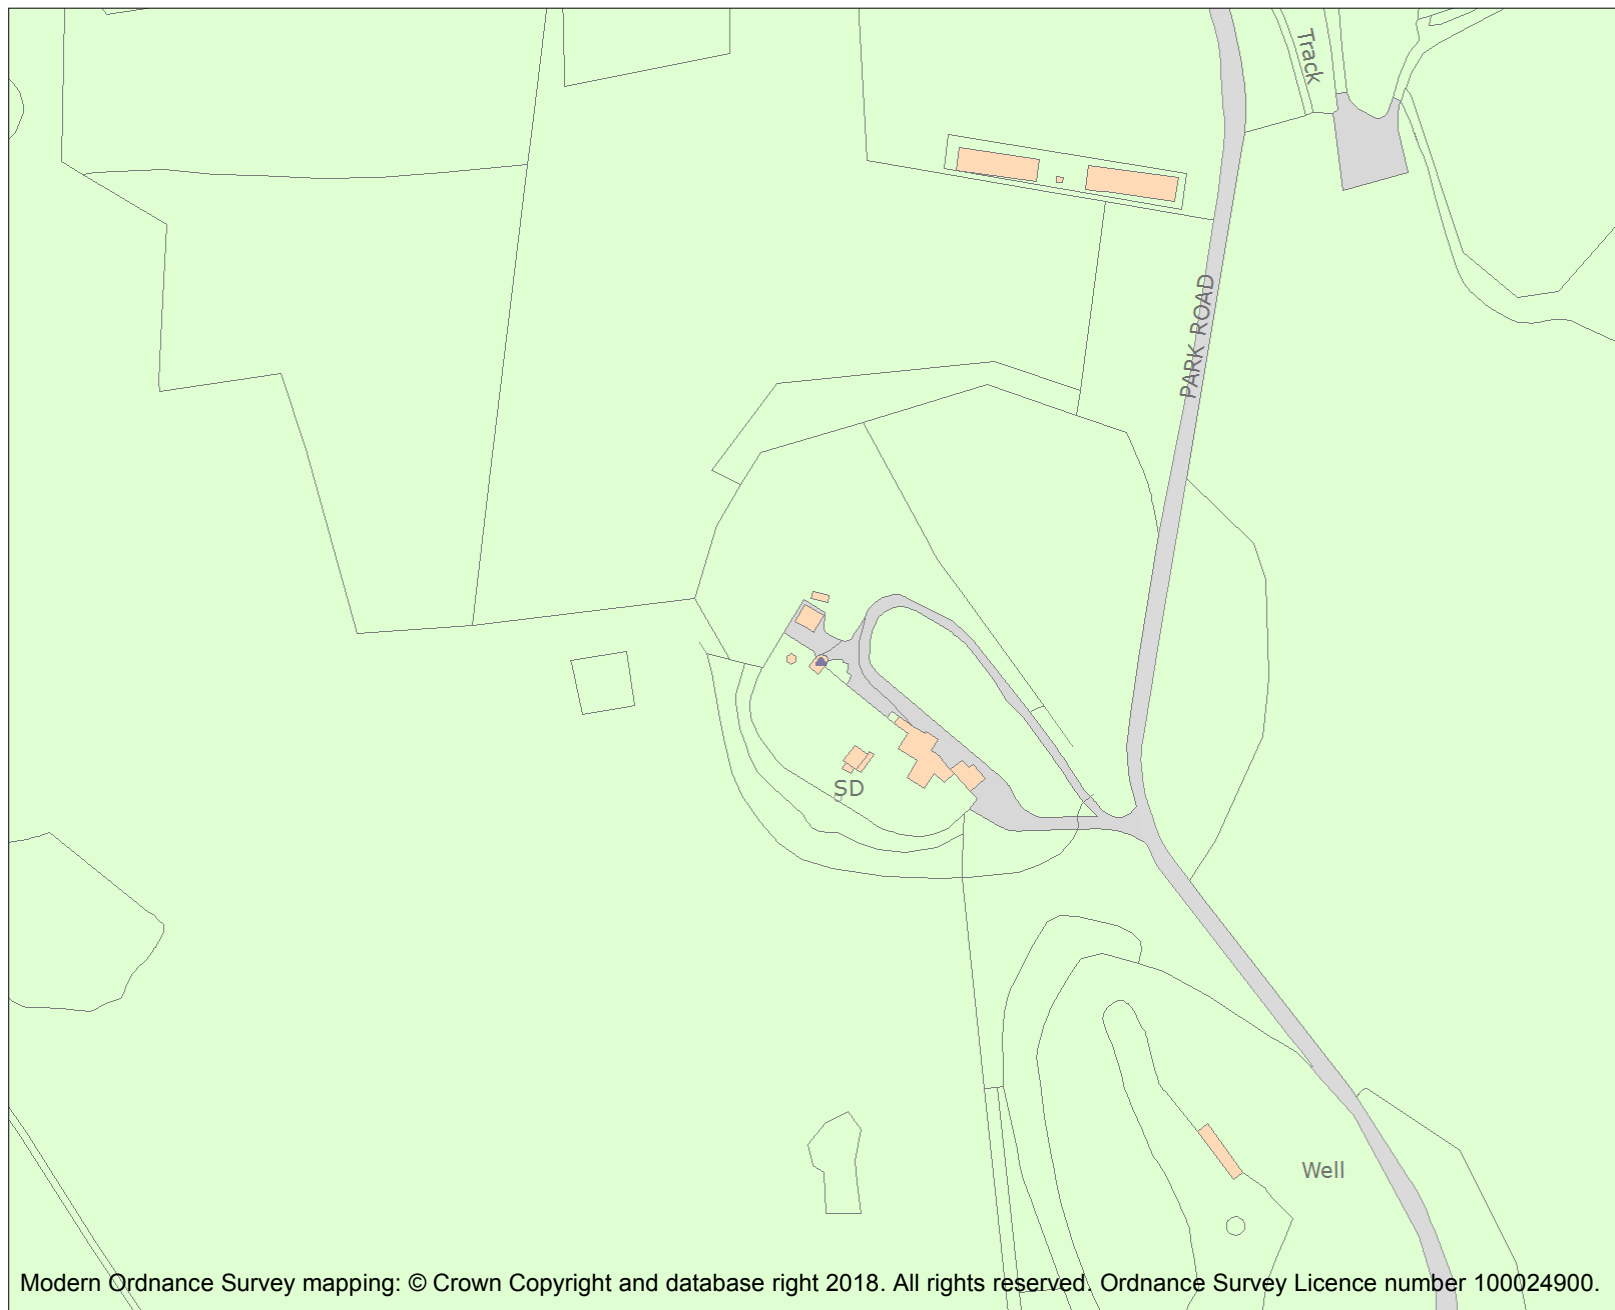 Track
PARK ROAD
SD
Well
Modern Ordnance Survey mapping: © Crown Copyright and database right 2018. All rights reserved. Ordnance Survey Licence number 100024900.